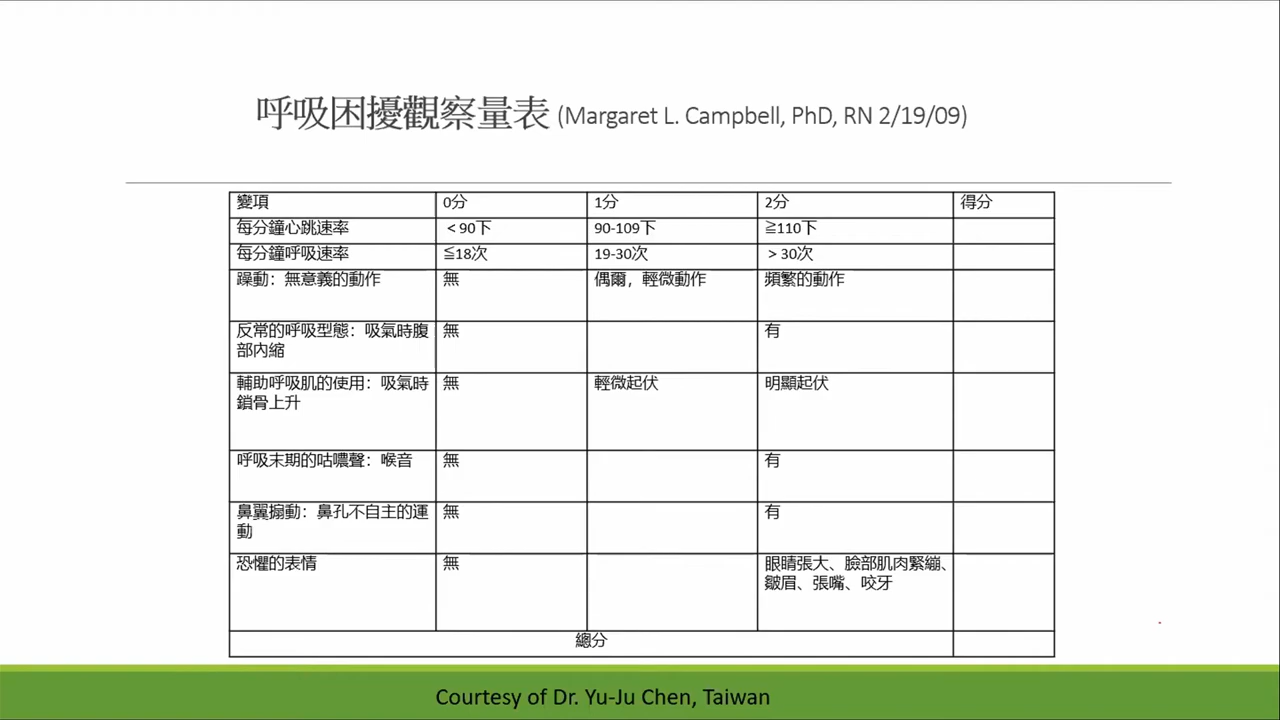 呼吸困擾觀察量表 (Margaret L. Campbell, PhD, RN 2/19/09)
變項 0分 1分 2分 得分
每分鐘心跳速率 ＜90下 90-109下 ≧110下
每分鐘呼吸速率 ≦18次 19-30次 ＞30次
躁動：無意義的動作 無 偶爾，輕微動作 頻繁的動作
反常的呼吸型態：吸氣時腹 無 有
部內縮
輔助呼吸肌的使用：吸氣時 無 輕微起伏 明顯起伏
鎖骨上升
呼吸末期的咕噥聲：喉音 無 有
鼻翼搧動：鼻孔不自主的運 無 有
動
恐懼的表情 無 眼睛張大、臉部肌肉緊繃、
皺眉、張嘴、咬牙
總分
Courtesy of Dr. Yu-Ju Chen, Taiwan